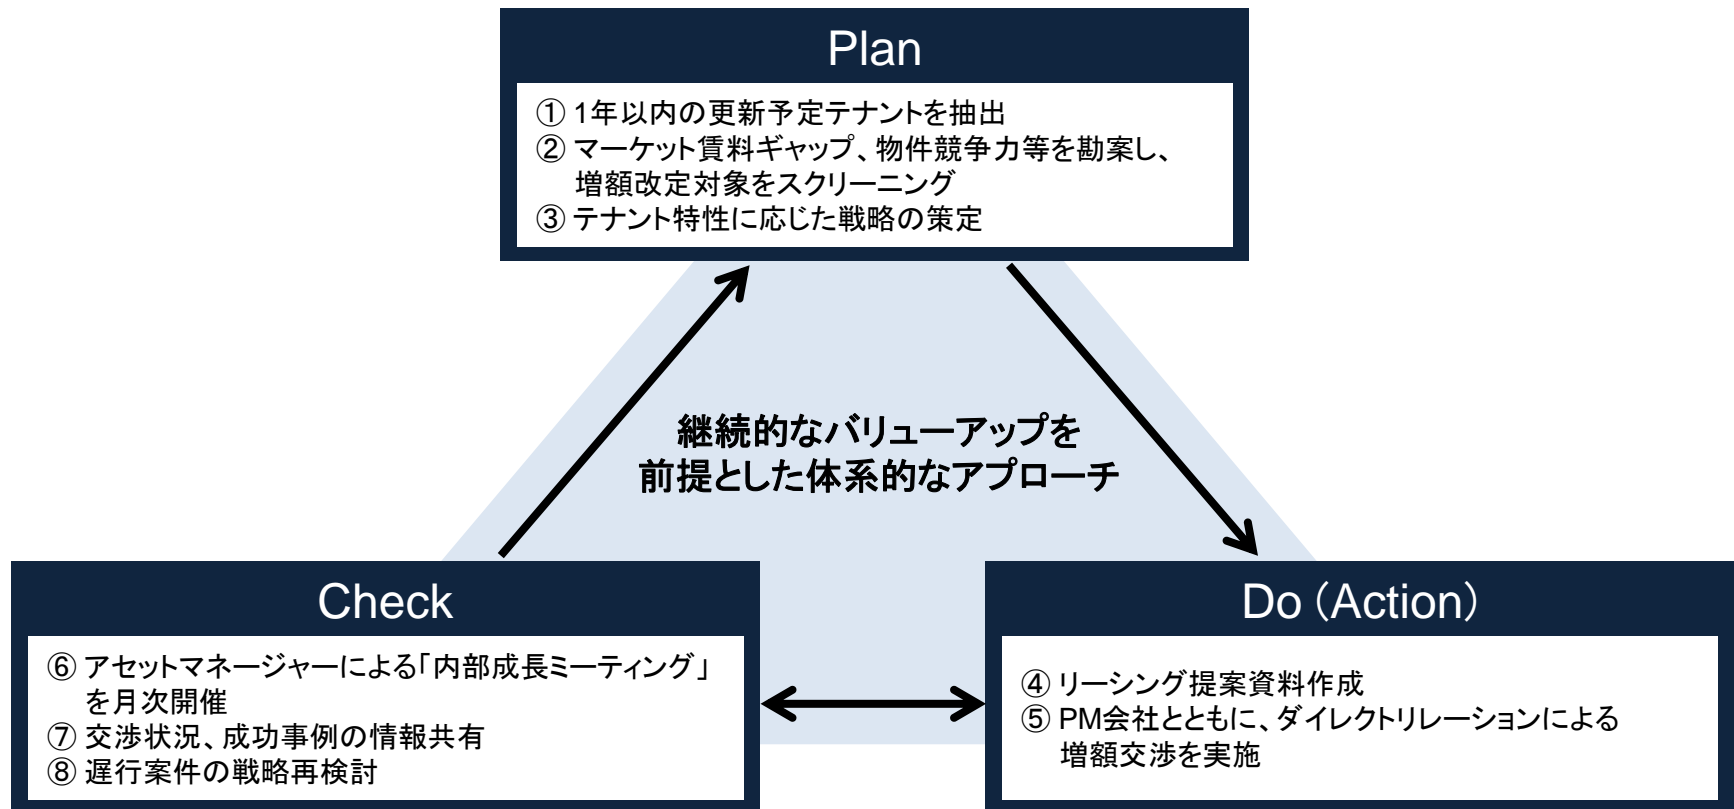 Plan
① 1年以内の更新予定テナントを抽出
② マーケット賃料ギャップ、物件競争力等を勘案し、
増額改定対象をスクリーニング
③ テナント特性に応じた戦略の策定
継続的なバリューアップを
前提とした体系的なアプローチ
Check
⑥ アセットマネージャーによる「内部成長ミーティング」
を月次開催
⑦ 交渉状況、成功事例の情報共有
⑧ 遅行案件の戦略再検討
Do（Action）
④ リーシング提案資料作成
⑤ PM会社とともに、ダイレクトリレーションによる
増額交渉を実施